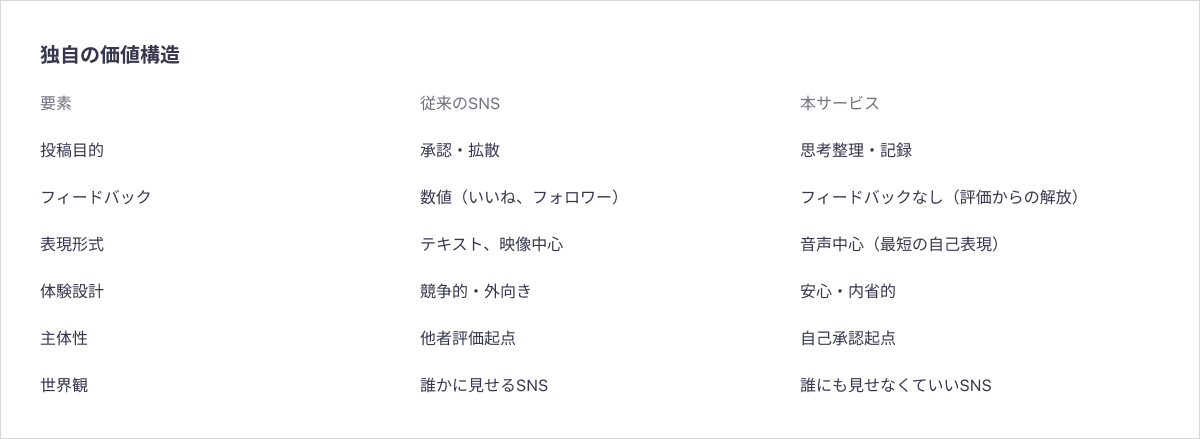 独自の価値構造
要素 従来のSNS 本サービス
投稿目的 承認・拡散 思考整理・記録
フィードバック 数値（いいね、フォロワー） フィードバックなし（評価からの解放）
表現形式 テキスト、映像中心 音声中心（最短の自己表現）
体験設計 競争的・外向き 安心・内省的
主体性 他者評価起点 自己承認起点
世界観 誰かに見せるSNS 誰にも見せなくていいSNS